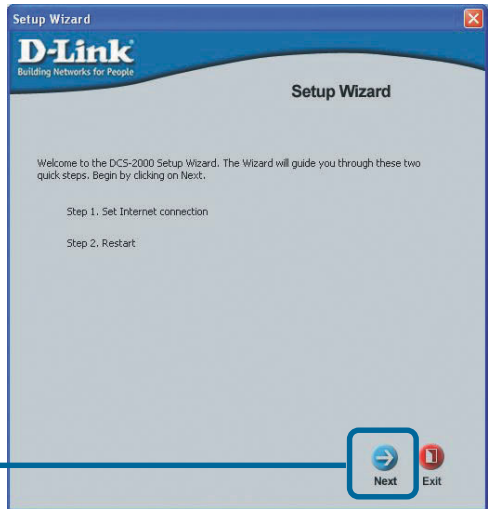 Setup Wizard
D-Link
Building Networks for People
Setup Wizard
Welcome to the DCS-2000 Setup Wizard. The Wizard will guide you through these two
quick steps. Begin by clicking on Next.
Step 1. Set Internet connection
Step 2. Restart
Next
Exit